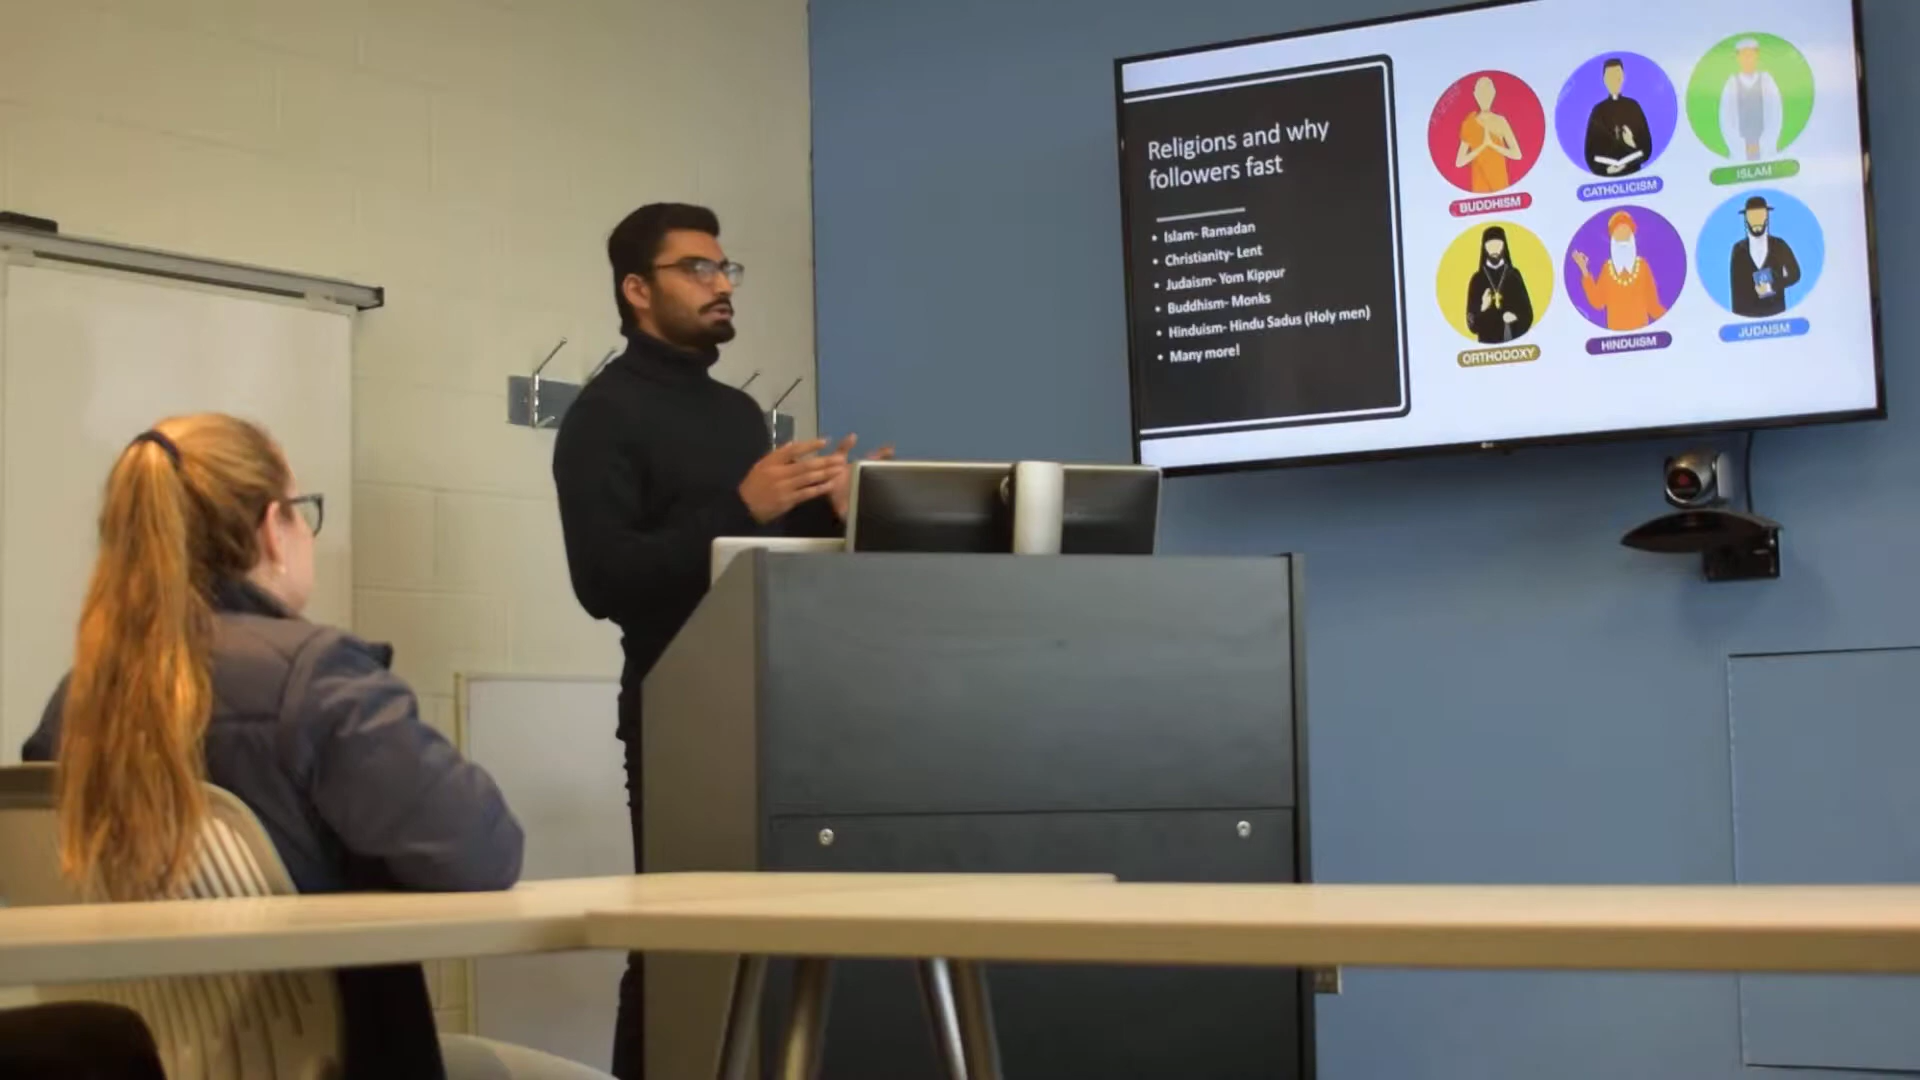 Religions and why
followers fast
• Islam- Ramadan
• Christianity- Lent
• Judaism- Yom Kippur
• Buddhism- Monks
• Hinduism- Hindu Sadus (Holy men)
• Many more!
BUDDHISM
CATHOLICISM
ISLAM
ORTHODOXY
HINDUISM
JUDAISM